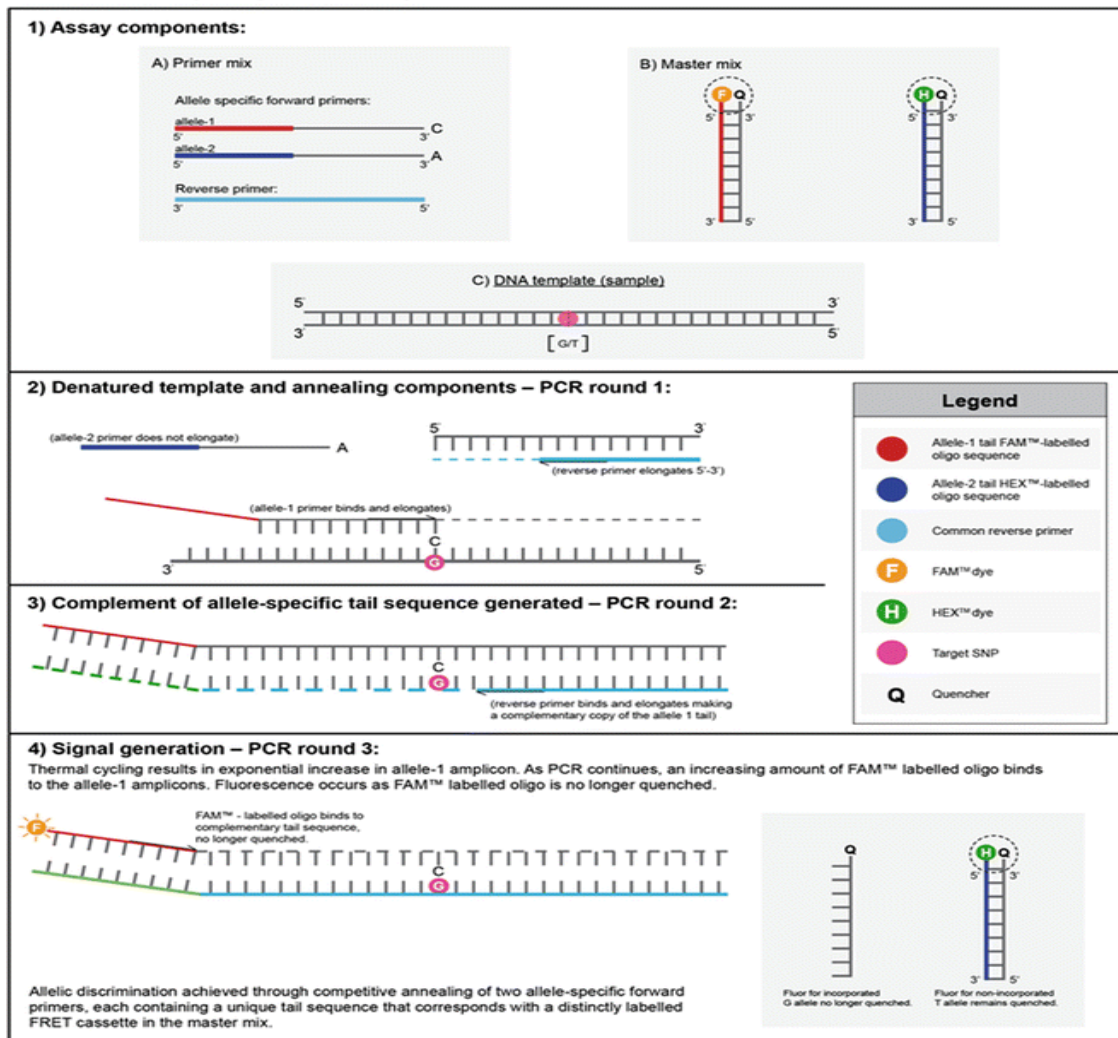 1) Assay components:
A) Primer mix
Allele specific forward primers:
allele-1
C
5' 3'
allele-2
A
5' 3'
Reverse primer:
3' 5'
B) Master mix
F Q
5' 3'
3' 5'
H Q
5' 3'
3' 5'
C) DNA template (sample)
5' 3'
3' 5'
[ G/T ]
2) Denatured template and annealing components – PCR round 1:
(allele-2 primer does not elongate)
A
5' 3'
(reverse primer elongates 5'-3')
(allele-1 primer binds and elongates)
C
G
3' 5'
Legend
Allele-1 tail FAM™-labelled
oligo sequence
Allele-2 tail HEX™-labelled
oligo sequence
Common reverse primer
F FAM™ dye
H HEX™ dye
Target SNP
Q Quencher
3) Complement of allele-specific tail sequence generated – PCR round 2:
C
G
(reverse primer binds and elongates making
a complementary copy of the allele 1 tail)
4) Signal generation – PCR round 3:
Thermal cycling results in exponential increase in allele-1 amplicon. As PCR continues, an increasing amount of FAM™ labelled oligo binds
to the allele-1 amplicons. Fluorescence occurs as FAM™ labelled oligo is no longer quenched.
F
FAM™ - labelled oligo binds to
complementary tail sequence,
no longer quenched.
C
G
Q
Fluor for incorporated
G allele no longer quenched.
H Q
5' 3'
3' 5'
Fluor for non-incorporated
T allele remains quenched.
Allelic discrimination achieved through competitive annealing of two allele-specific forward
primers, each containing a unique tail sequence that corresponds with a distinctly labelled
FRET cassette in the master mix.